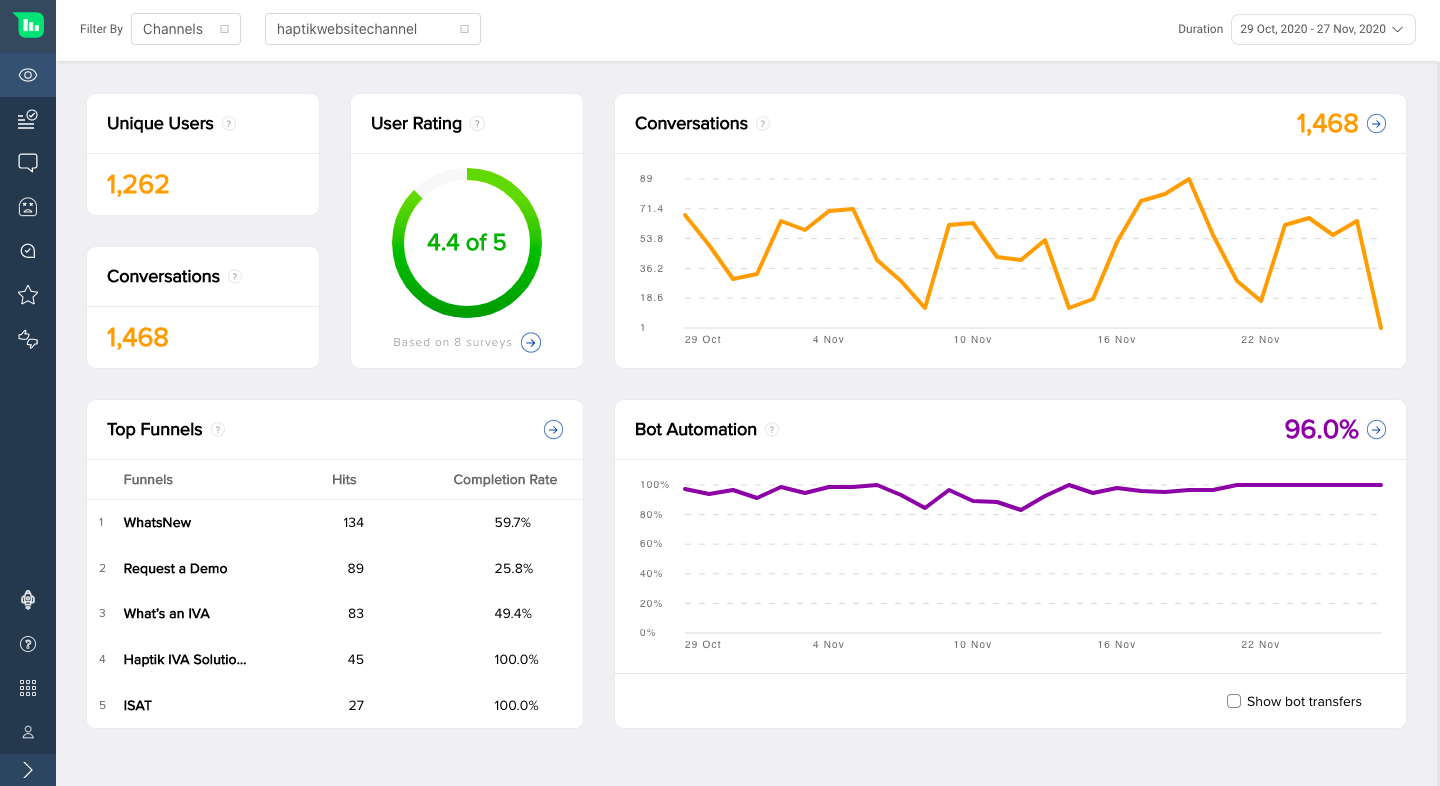 Filter By Channels haptikwebsitechannel Duration 29 Oct, 2020 - 27 Nov, 2020
Unique Users ?
1,262
Conversations ?
1,468
User Rating ?
4.4 of 5
Based on 8 surveys
Conversations ? 1,468
89
71.4
53.8
36.2
18.6
1
29 Oct 4 Nov 10 Nov 16 Nov 22 Nov
Top Funnels ?
Funnels Hits Completion Rate
1 WhatsNew 134 59.7%
2 Request a Demo 89 25.8%
3 What's an IVA 83 49.4%
4 Haptik IVA Solutio... 45 100.0%
5 ISAT 27 100.0%
Bot Automation ? 96.0%
100%
80%
60%
40%
20%
0%
29 Oct 4 Nov 10 Nov 16 Nov 22 Nov
Show bot transfers
?